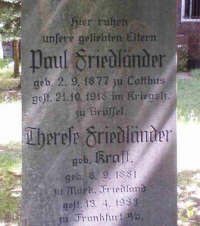 Hier ruhen
unsere geliebten Eltern
Paul Friedländer
geb. 2. 9. 1877 zu Cottbus
gest. 21. 10. 1918 im Kriegslz.
zu Brüssel.
Therese Friedländer
geb. Kraft,
geb. 6. 9. 1881
zu Märk. Friedland
gest. 13. 4. 1933
zu Frankfurt a/O.